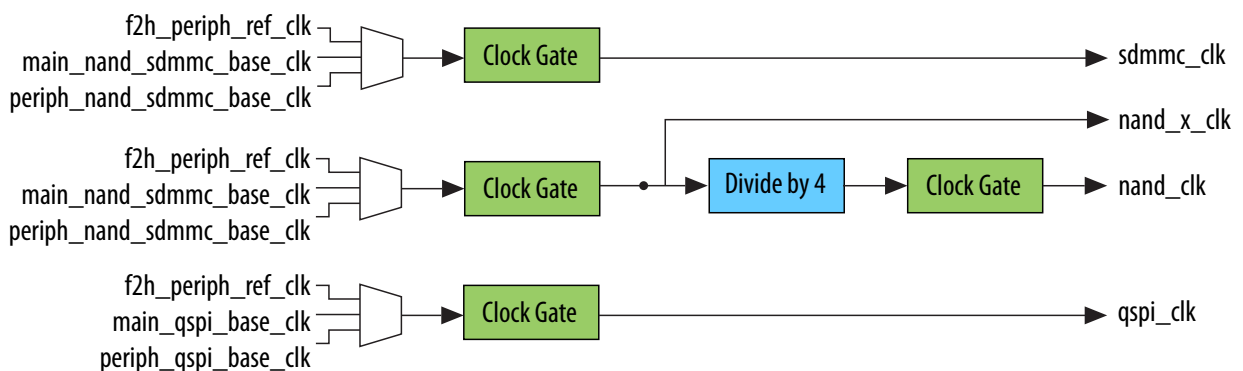 f2h_periph_ref_clk
main_nand_sdmmc_base_clk
periph_nand_sdmmc_base_clk
Clock Gate
sdmmc_clk
nand_x_clk
f2h_periph_ref_clk
main_nand_sdmmc_base_clk
periph_nand_sdmmc_base_clk
Clock Gate
Divide by 4
Clock Gate
nand_clk
f2h_periph_ref_clk
main_qspi_base_clk
periph_qspi_base_clk
Clock Gate
qspi_clk